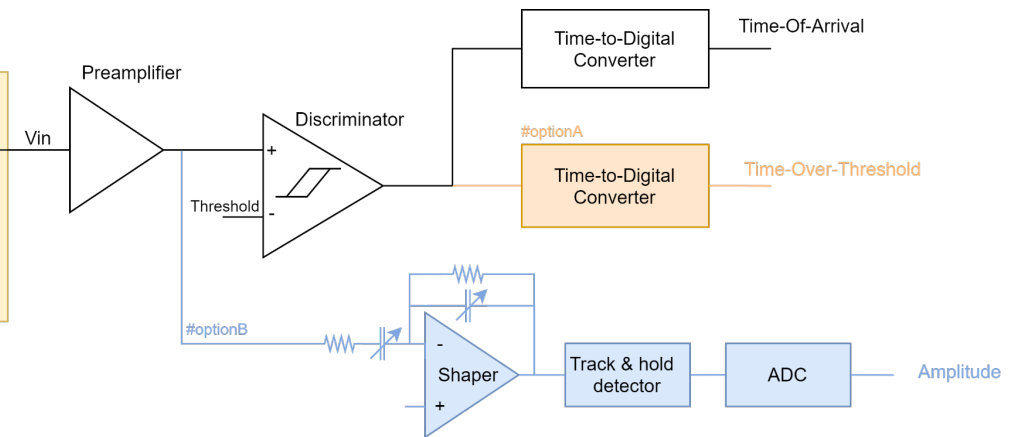 Time-to-Digital
Converter
Time-Of-Arrival
Preamplifier
Vin
Discriminator
+
Threshold
-
#optionA
Time-to-Digital
Converter
Time-Over-Threshold
#optionB
-
Shaper
+
Track & hold
detector
ADC
Amplitude